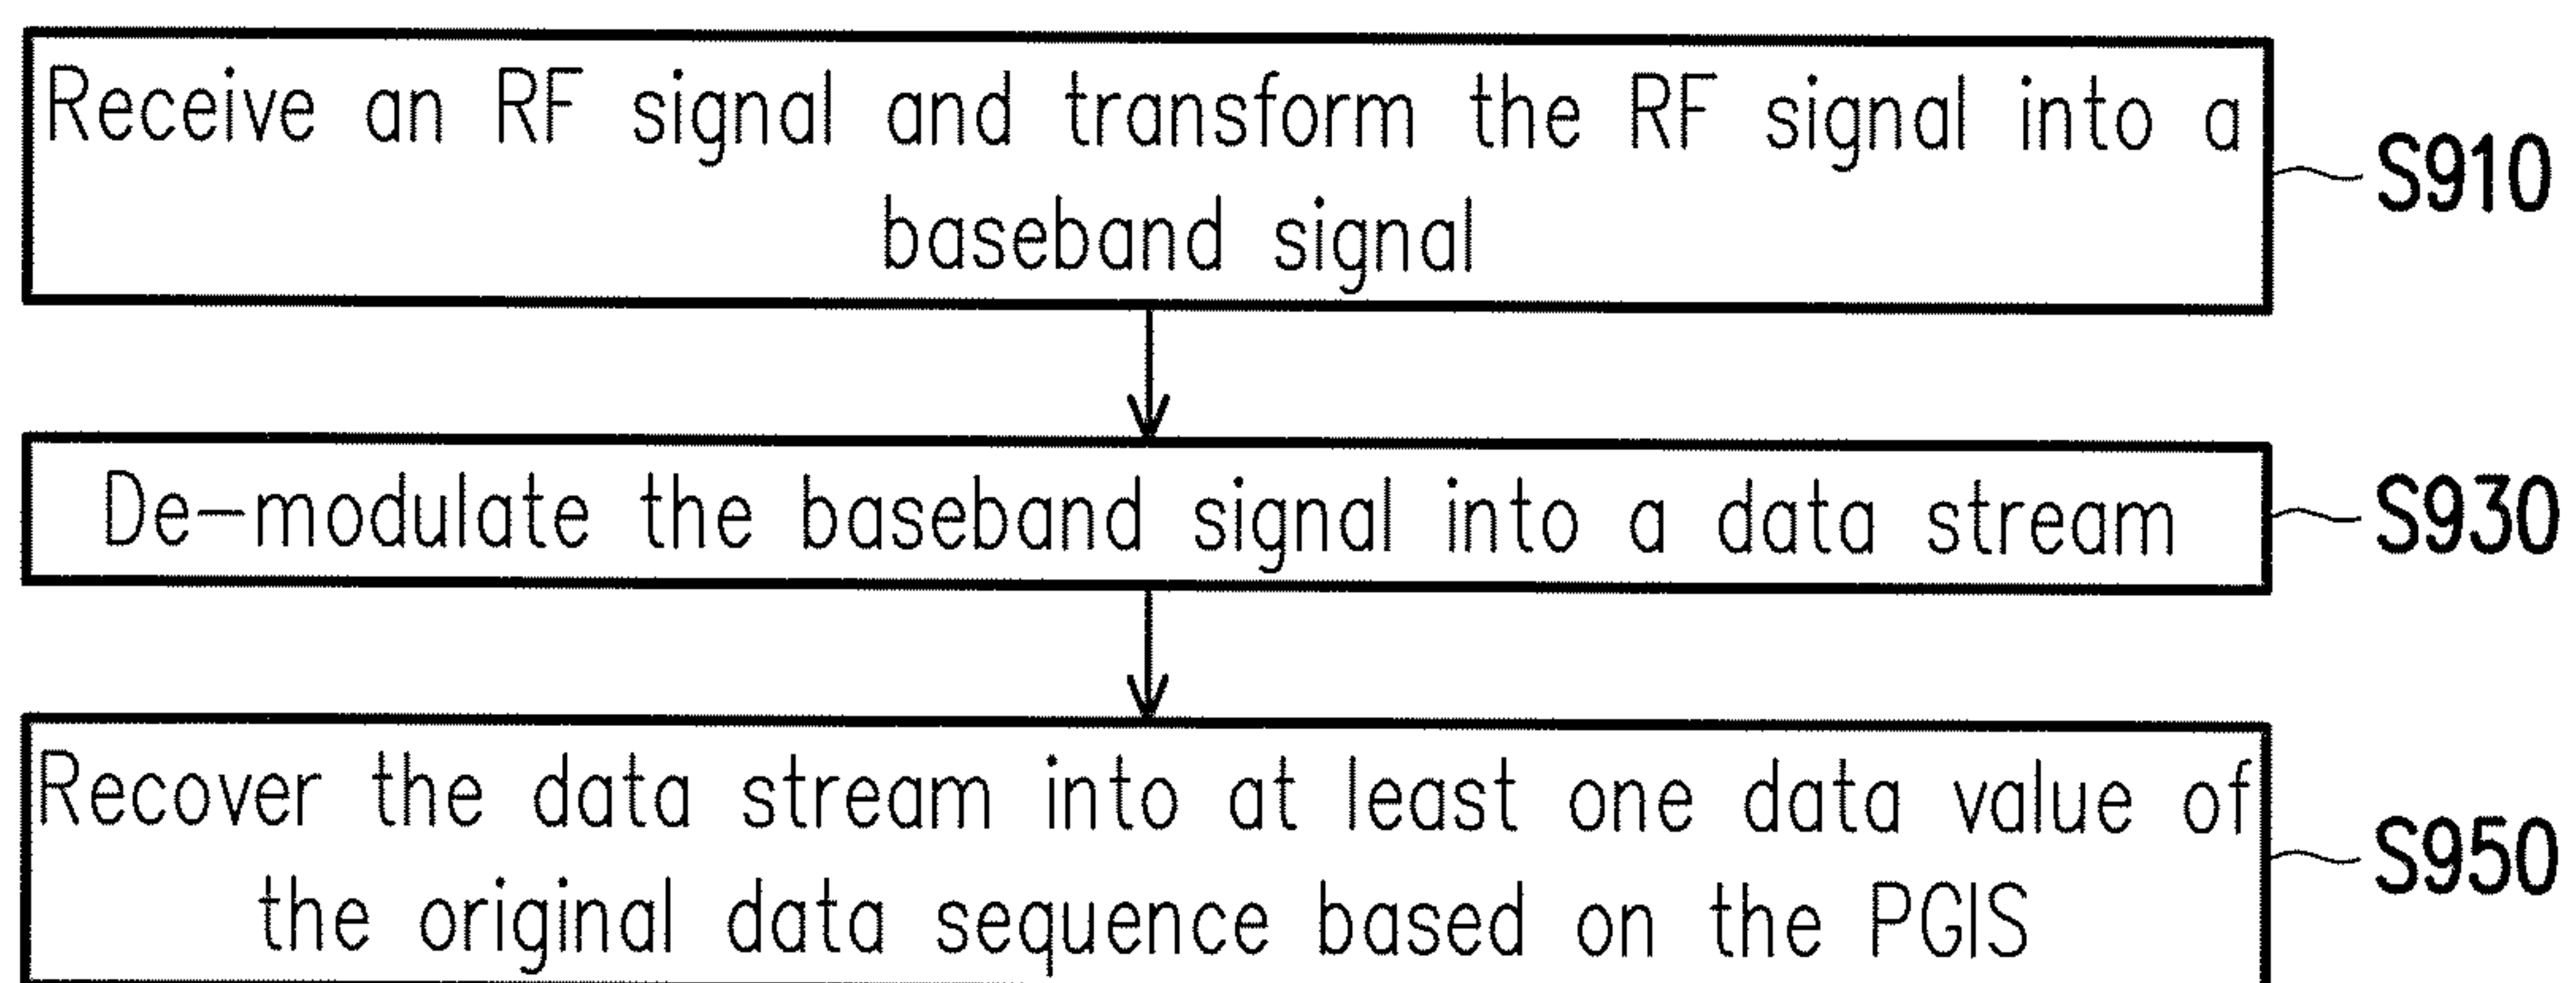 Receive an RF signal and transform the RF signal into a
baseband signal
S910
De-modulate the baseband signal into a data stream
S930
Recover the data stream into at least one data value of
the original data sequence based on the PGIS
S950